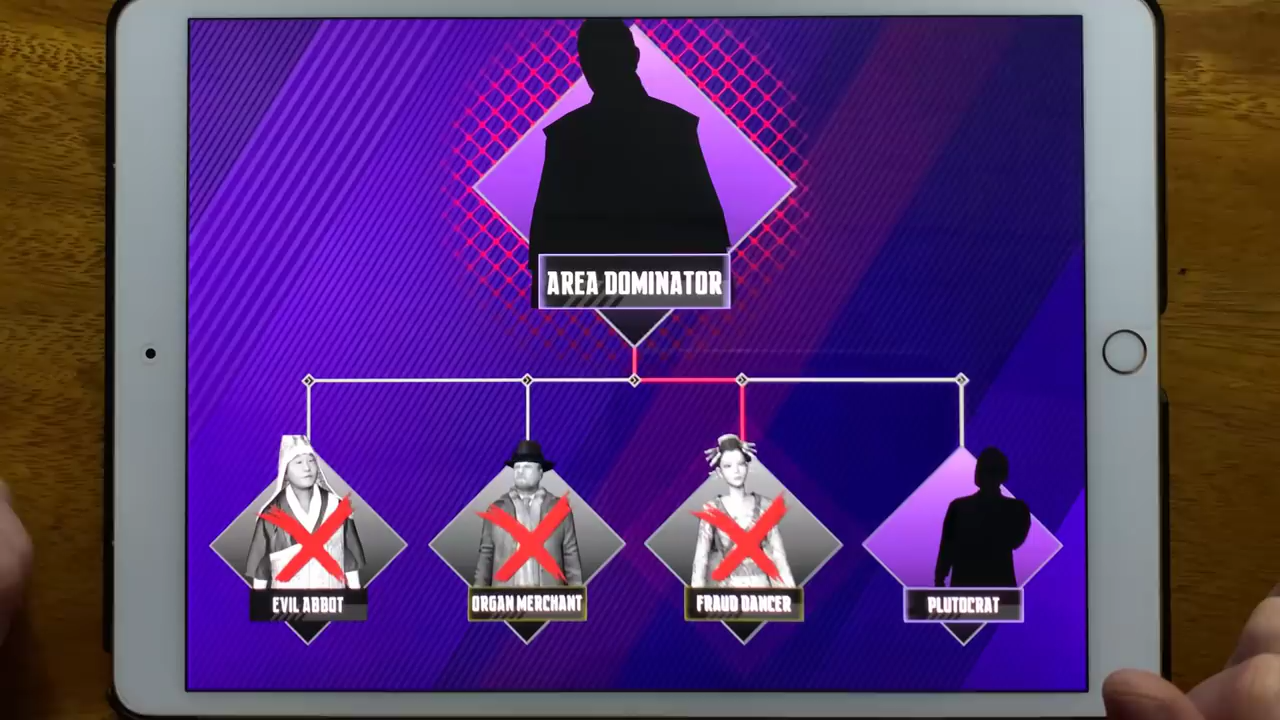 AREA DOMINATOR
EVIL ABBOT
ORGAN MERCHANT
FRAUD DANCER
PLUTOCRAT